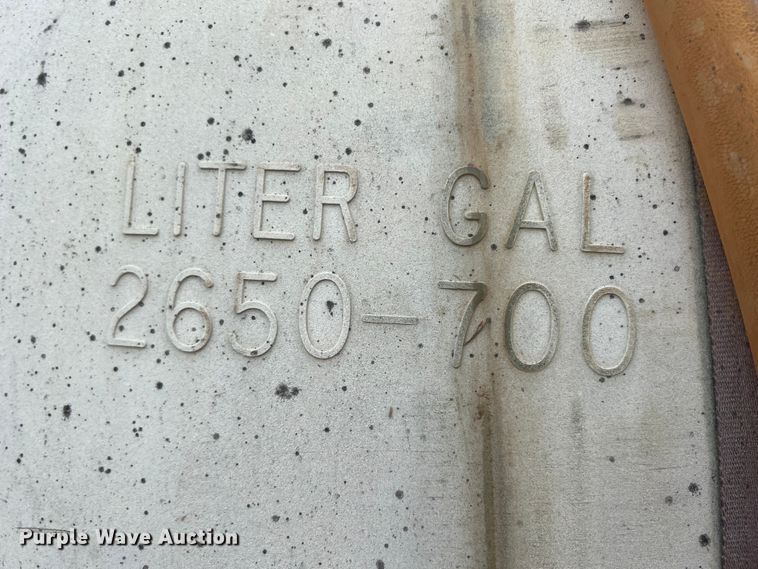 LITER GAL
2650-700
Purple Wave Auction